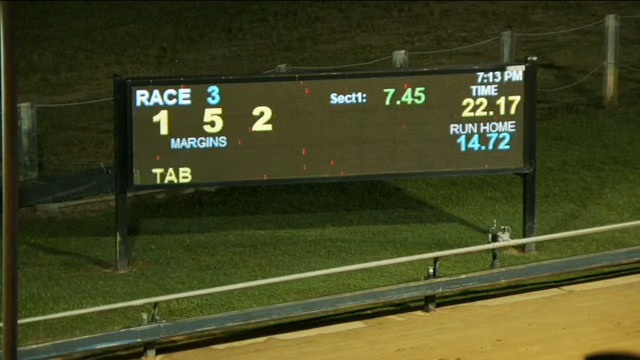 7:13 PM
RACE 3 Sect1: 7.45 TIME
1 5 2 22.17
MARGINS RUN HOME
14.72
TAB